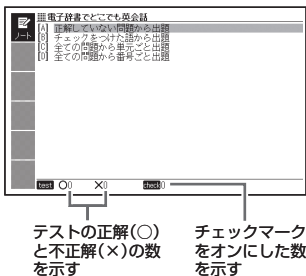 電子辞書でどこでも英会話
ノート
[A] 正解していない問題から出題
[B] チェックをつけた語から出題
[C] 全ての問題から単元ごと出題
[D] 全ての問題から番号ごと出題
test ○0 ×0 check 0
テストの正解(○)
と不正解(×)の数
を示す
チェックマーク
をオンにした数
を示す